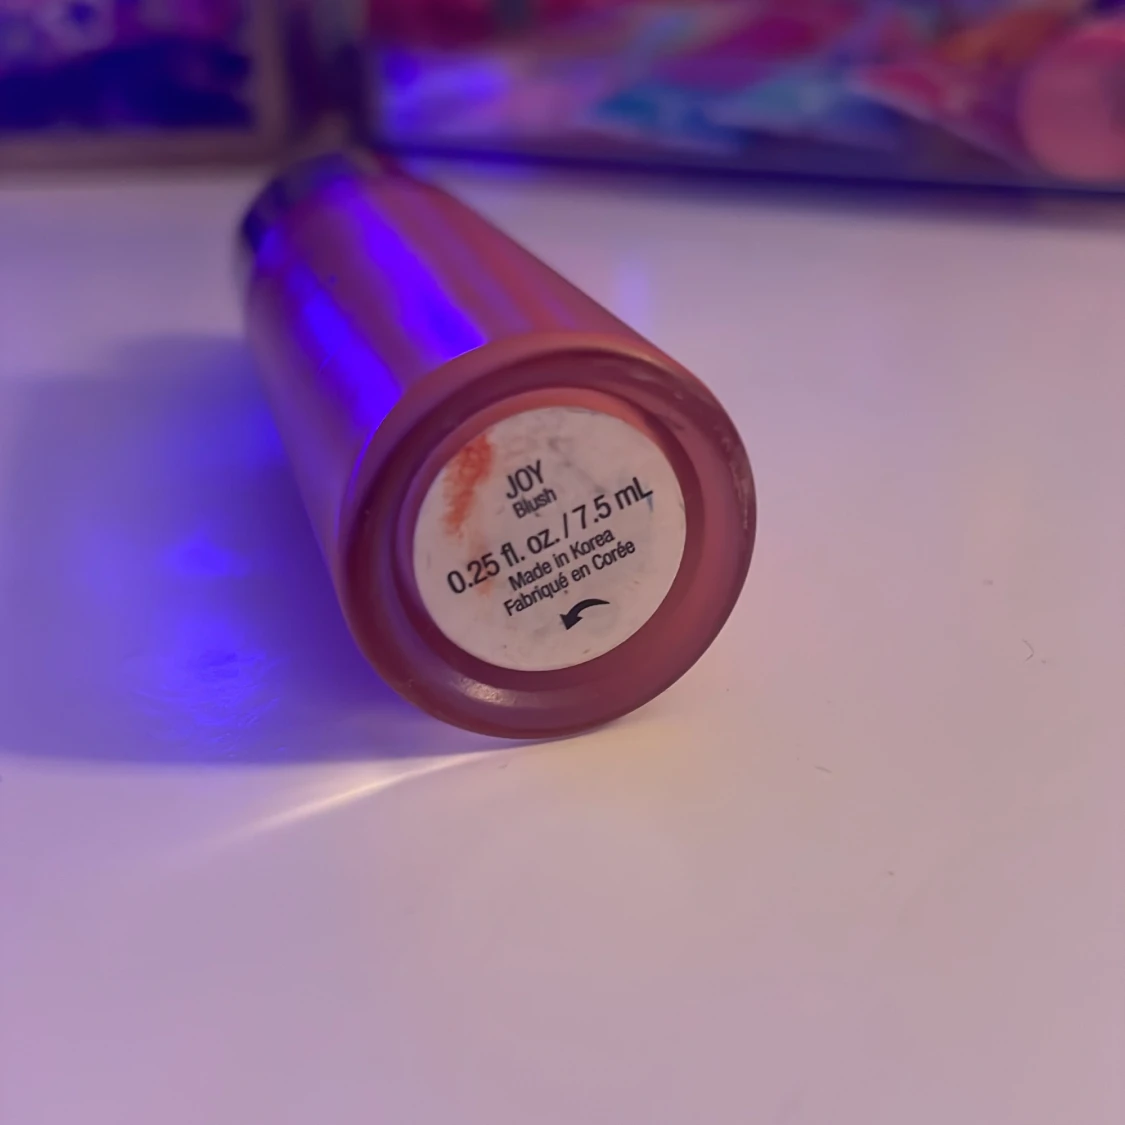 JOY
Blush
0.25 fl. oz. / 7.5 mL
Made in Korea
Fabriqué en Corée